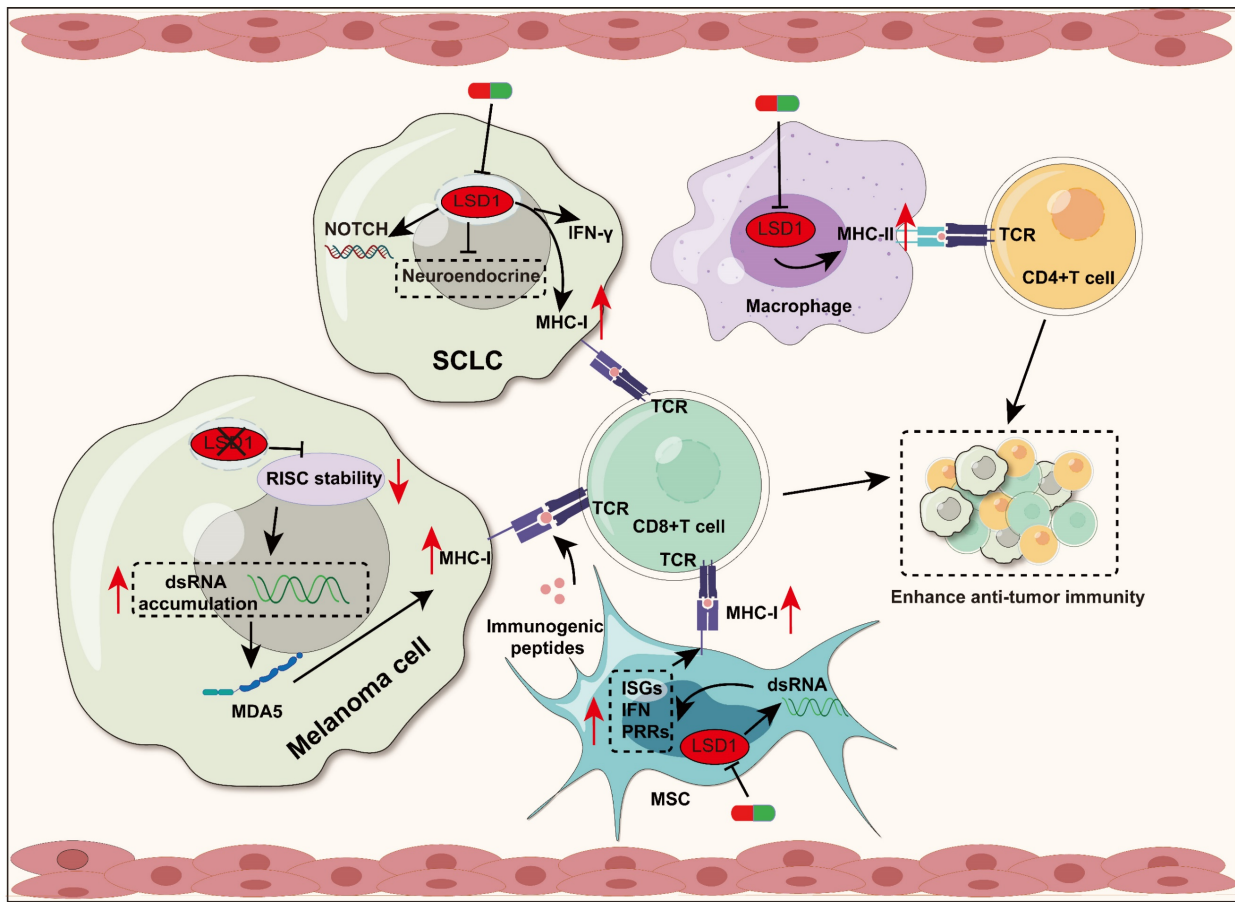 LSD1
NOTCH
IFN-γ
Neuroendocrine
MHC-I
SCLC
TCR
LSD1
MHC-II
Macrophage
TCR
CD4+T cell
LSD1
RISC stability
dsRNA
accumulation
MDA5
MHC-I
Melanoma cell
TCR
CD8+T cell
TCR
Immunogenic
peptides
MHC-I
ISGs
IFN
PRRs
dsRNA
LSD1
MSC
Enhance anti-tumor immunity